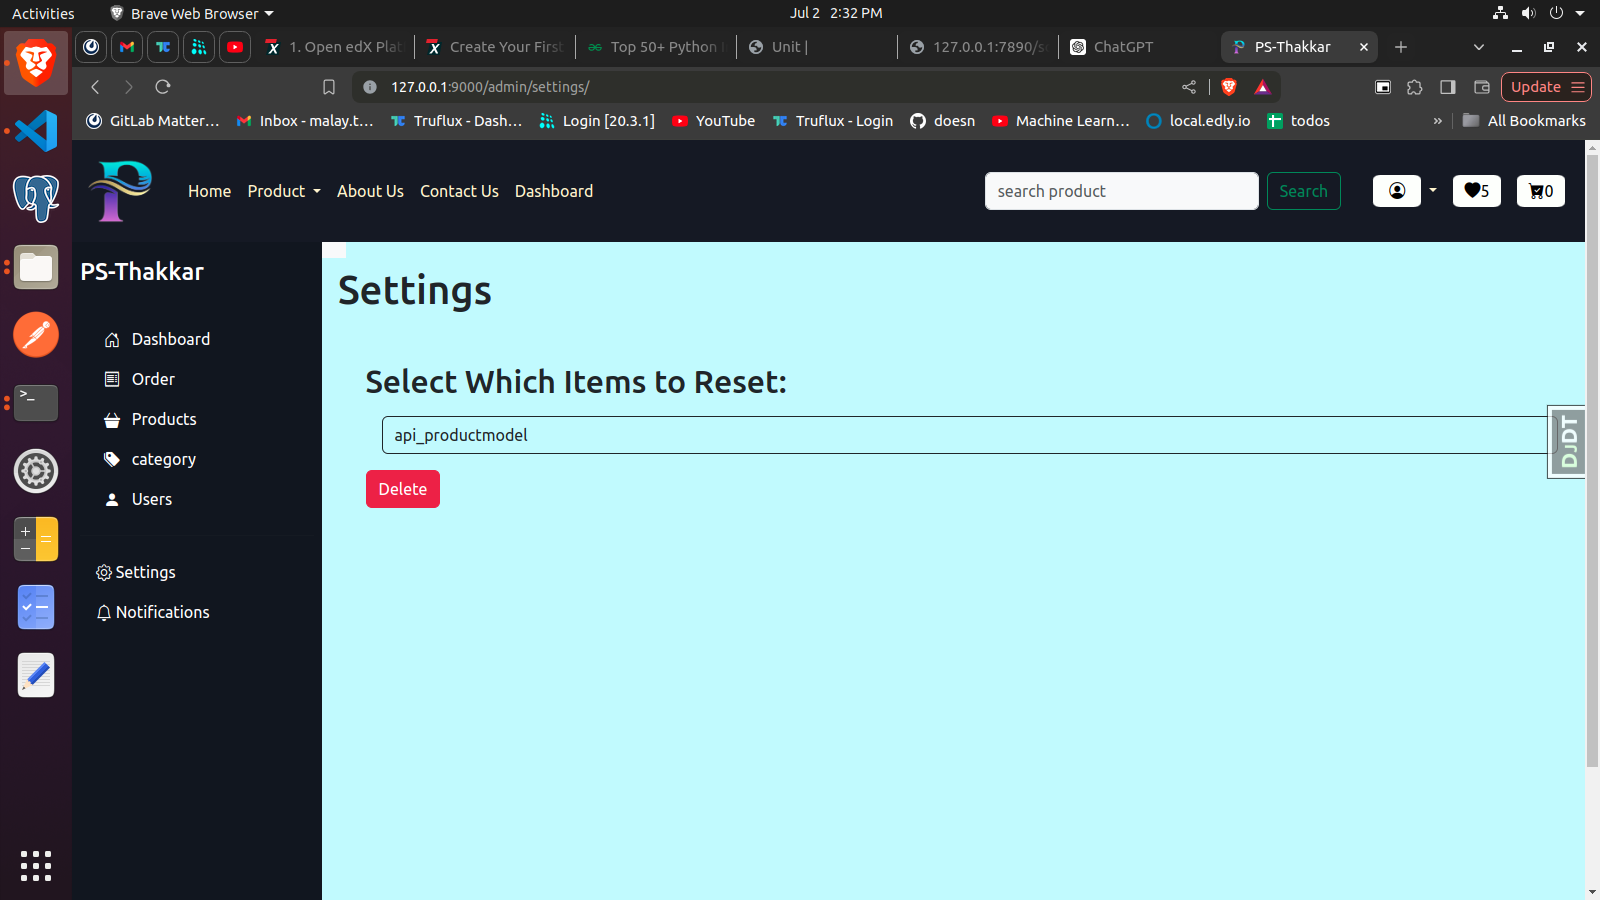 Activities
Brave Web Browser
Jul 2 2:32 PM
1. Open edX Pla
Create Your First
Top 50+ Python
Unit |
127.0.0.1:7890/s
ChatGPT
PS-Thakkar
127.0.0.1:9000/admin/settings/
Update
GitLab Matter...
Inbox - malay.t...
Truflux - Dash...
Login [20.3.1]
YouTube
Truflux - Login
doesn
Machine Learn...
local.edly.io
todos
»
All Bookmarks
Home
Product
About Us
Contact Us
Dashboard
search product
Search
5
0
PS-Thakkar
Dashboard
Order
Products
category
Users
Settings
Notifications
Settings
Select Which Items to Reset:
api_productmodel
Delete
DJDT